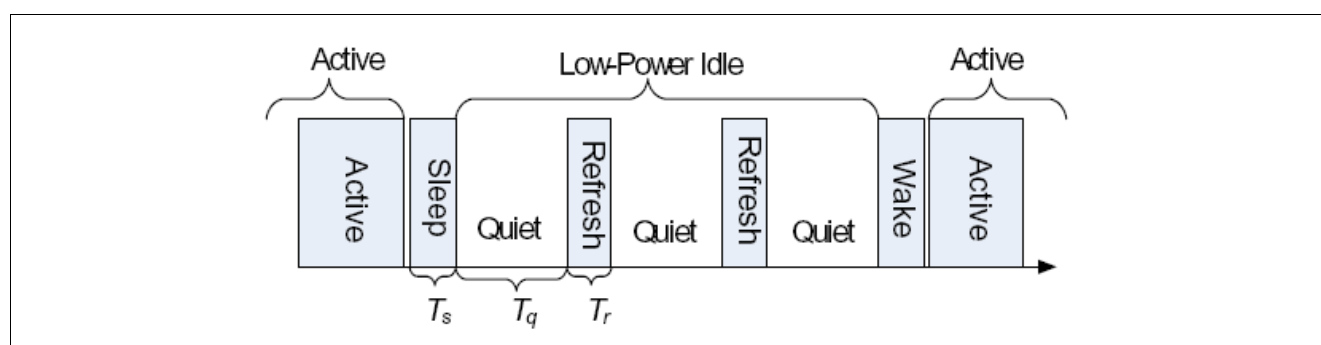 Active Low-Power Idle Active
Active Sleep Quiet Refresh Quiet Refresh Quiet Wake Active
Ts Tq Tr